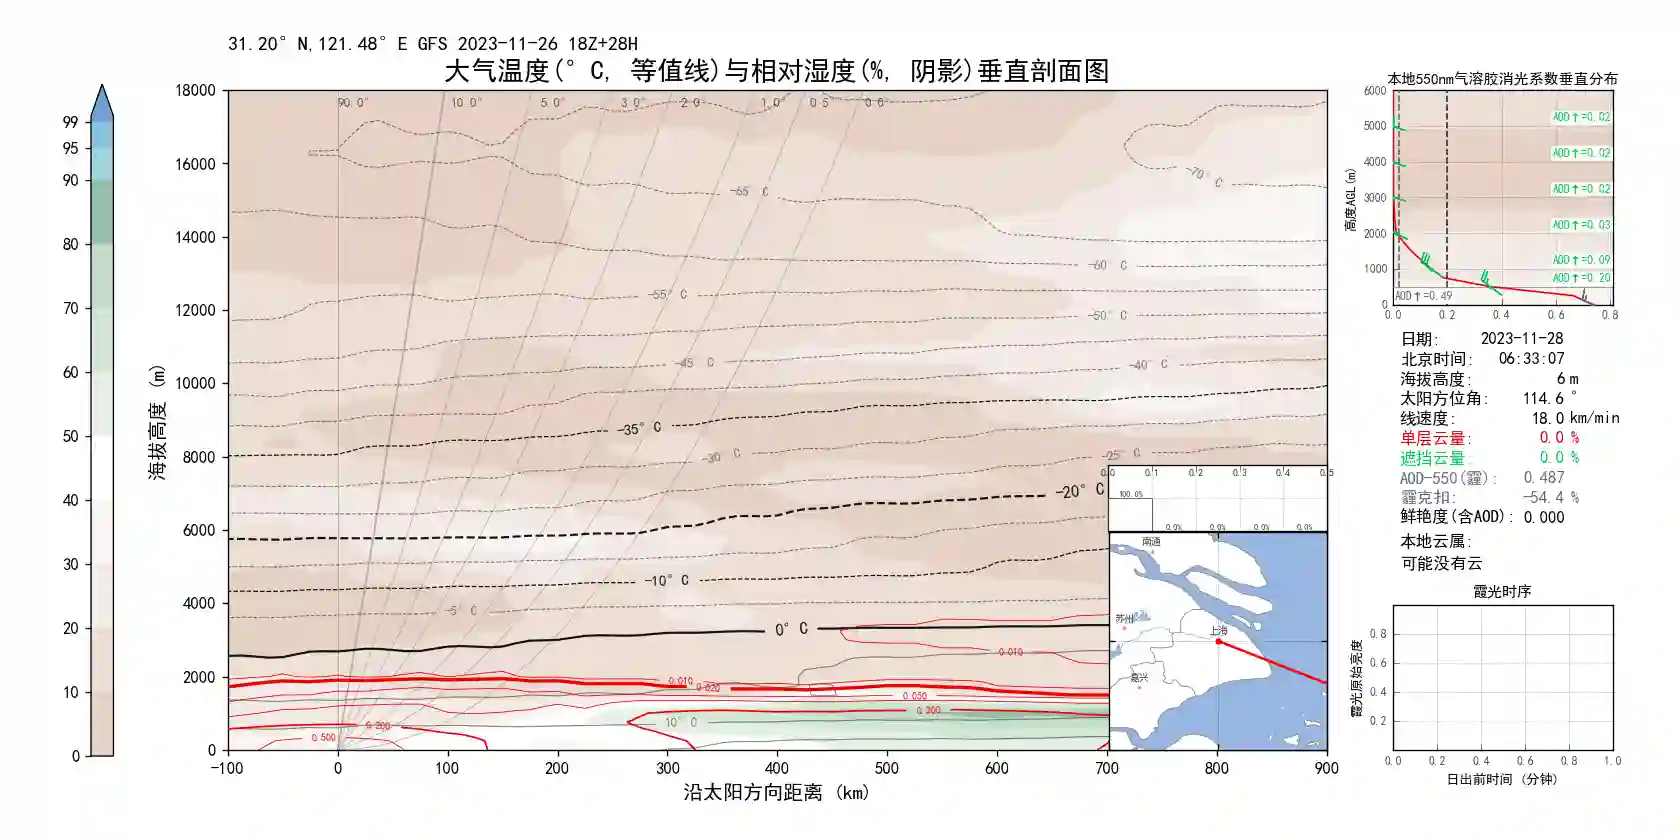 31.20° N,121.48° E GFS 2023-11-26 18Z+28H
大气温度(° C, 等值线)与相对湿度(%, 阴影)垂直剖面图
99
95
90
80
70
60
50
40
30
20
10
0
海拔高度 (m)
18000
16000
14000
12000
10000
8000
6000
4000
2000
0
90.0° 10.0° 5.0° 3.0° 2.0° 1.0° 0.5 0.0°
-65° C
-70° C
-60° C
-55° C
-50° C
-45° C
-40° C
-35° C
-30° C
-25° C
-20° C
-10° C
-5° C
0° C
10° C
0.010
0.010
0.020
0.050
0.200
0.200
0.500
-100 0 100 200 300 400 500 600 700 800 900
沿太阳方向距离 (km)
0.0 0.1 0.2 0.3 0.4 0.5
100.0%
0.0% 0.0% 0.0% 0.0%
南通
苏州
上海
嘉兴
本地550nm气溶胶消光系数垂直分布
高度AGL(m)
6000
5000
4000
3000
2000
1000
0
AOD↑=0.02
AOD↑=0.02
AOD↑=0.02
AOD↑=0.03
AOD↑=0.09
AOD↑=0.20
AOD↑=0.49
0.0 0.2 0.4 0.6 0.8
日期: 2023-11-28
北京时间: 06:33:07
海拔高度: 6 m
太阳方位角: 114.6 °
线速度: 18.0 km/min
单层云量: 0.0 %
遮挡云量: 0.0 %
AOD-550(霾): 0.487
霾克扣: -54.4 %
鲜艳度(含AOD): 0.000
本地云属:
可能没有云
霞光时序
霞光原始亮度
0.8
0.6
0.4
0.2
0.0 0.2 0.4 0.6 0.8 1.0
日出前时间 (分钟)